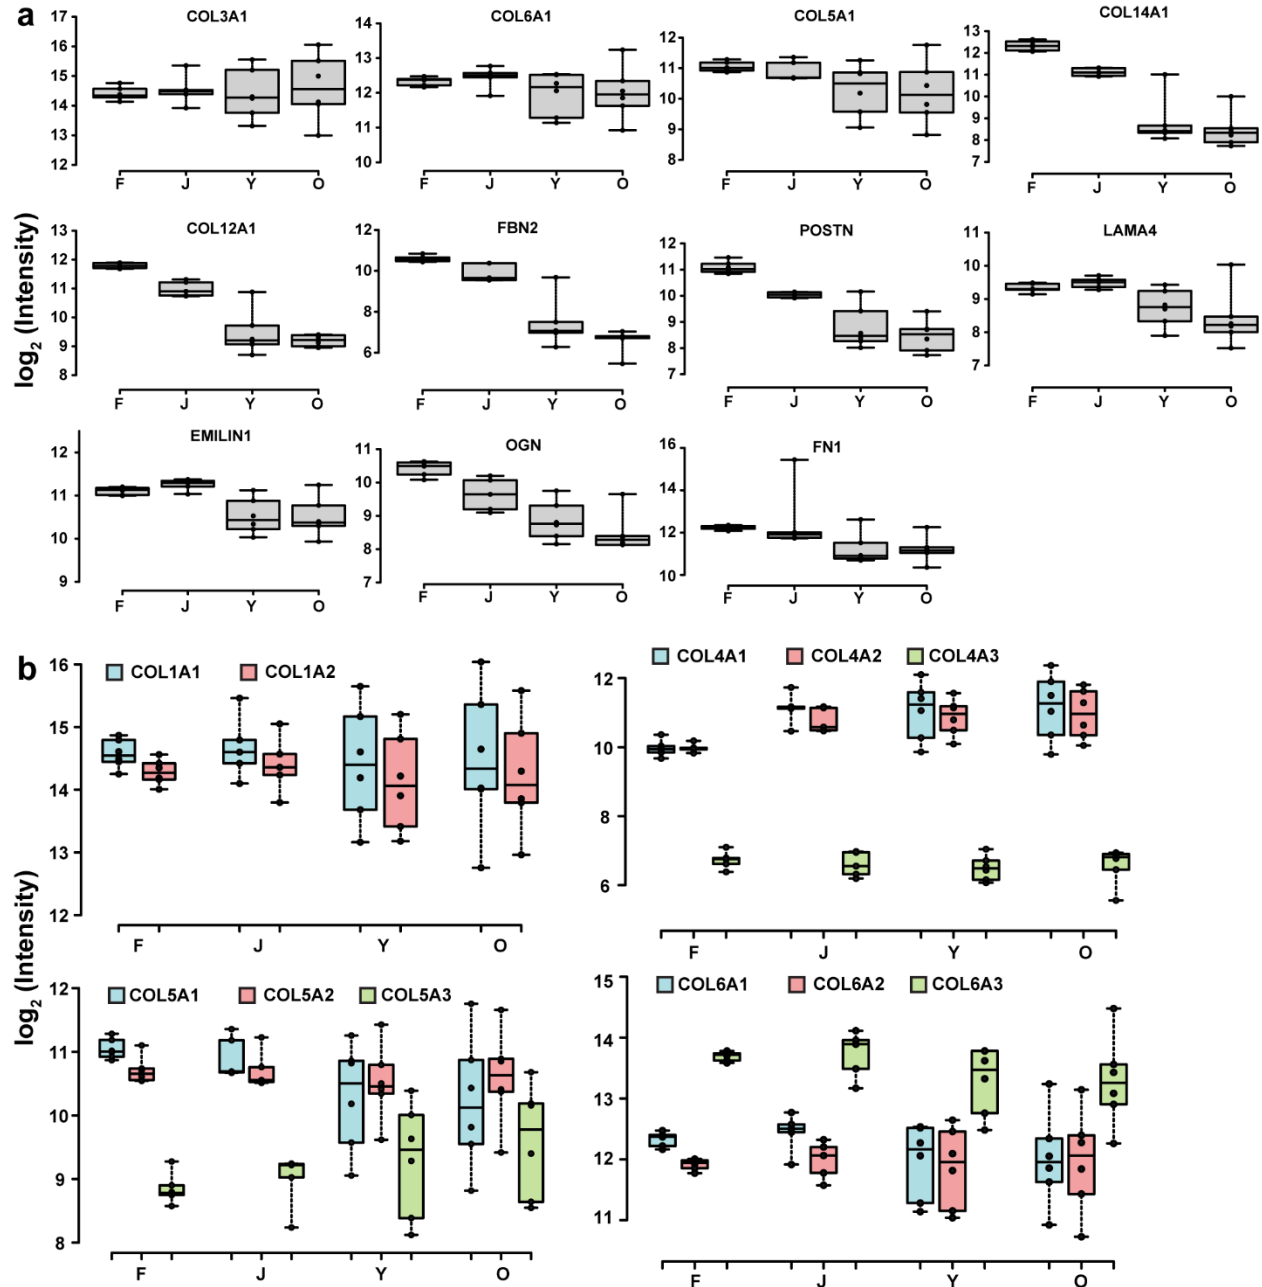 a
COL3A1
17
16
15
14
13
12
F J Y O
COL6A1
14
13
12
11
10
F J Y O
COL5A1
12
11
10
9
8
F J Y O
COL14A1
13
12
11
10
9
8
7
F J Y O
log2 (Intensity)
COL12A1
13
12
11
10
9
8
F J Y O
FBN2
12
10
8
6
F J Y O
POSTN
12
11
10
9
8
7
F J Y O
LAMA4
11
10
9
8
7
F J Y O
EMILIN1
12
11
10
9
F J Y O
OGN
11
10
9
8
7
F J Y O
FN1
16
14
12
10
F J Y O
b
log2 (Intensity)
COL1A1 COL1A2
16
15
14
13
12
F J Y O
COL4A1 COL4A2 COL4A3
12
10
8
6
F J Y O
COL5A1 COL5A2 COL5A3
12
11
10
9
8
F J Y O
COL6A1 COL6A2 COL6A3
15
14
13
12
11
F J Y O